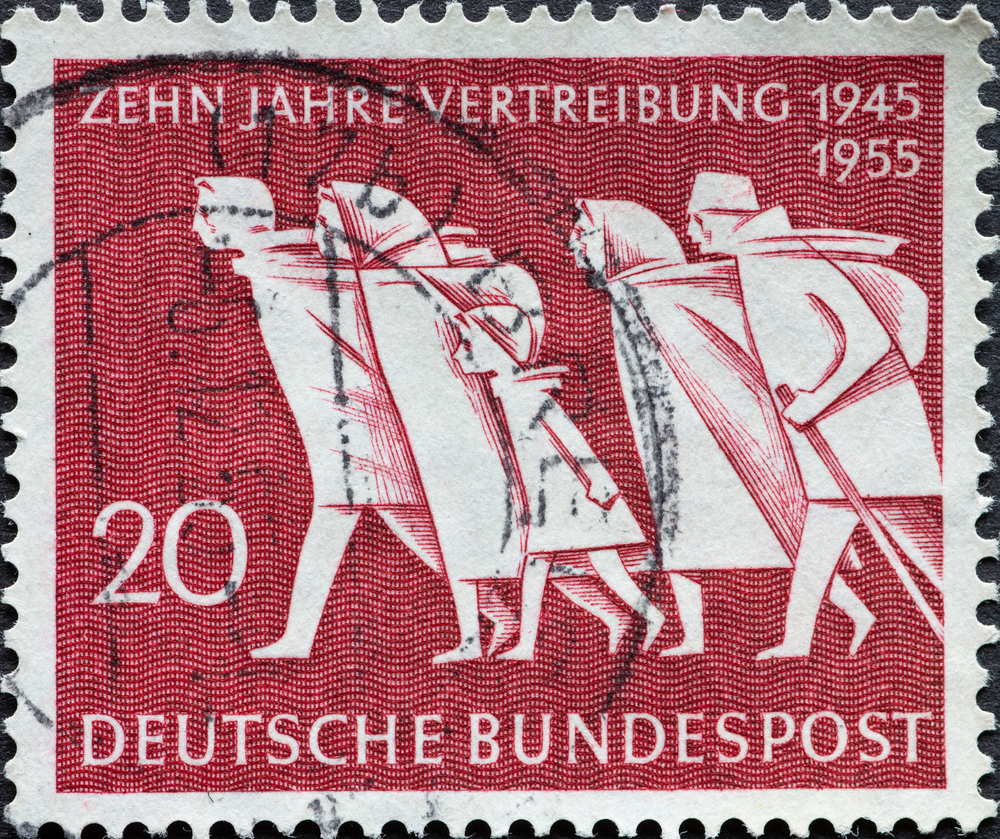 ZEHN JAHRE VERTREIBUNG 1945
1955
20
DEUTSCHE BUNDESPOST